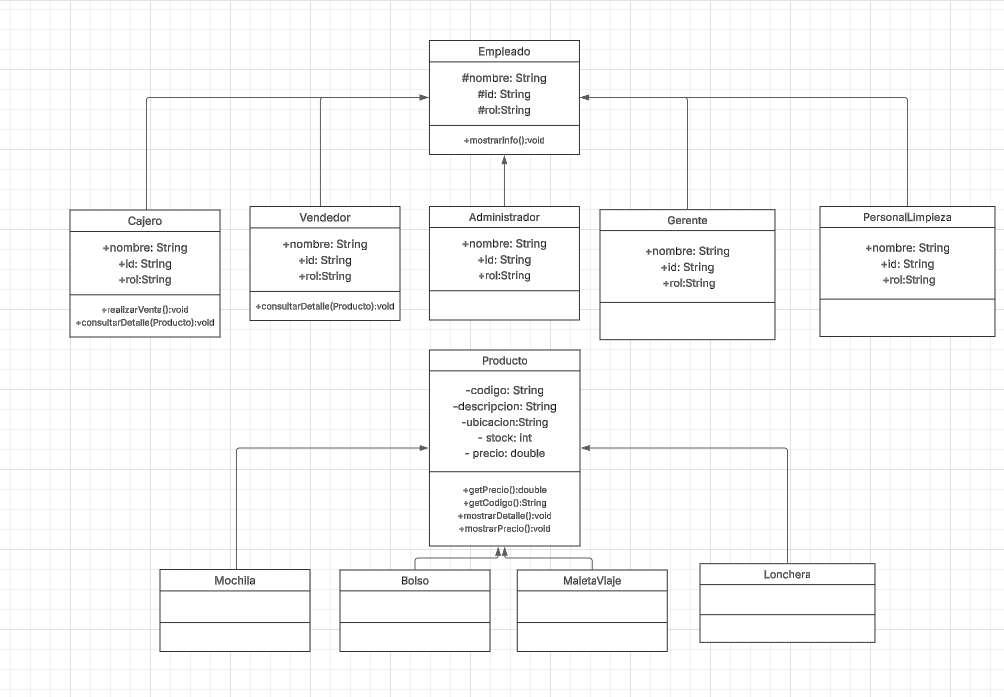 Empleado
#nombre: String
#id: String
#rol:String
+mostrarInfo():void
Cajero
+nombre: String
+id: String
+rol:String
+realizarVenta():void
+consultarDetalle(Producto):void
Vendedor
+nombre: String
+id: String
+rol:String
+consultarDetalle(Producto):void
Administrador
+nombre: String
+id: String
+rol:String
Gerente
+nombre: String
+id: String
+rol:String
PersonalLimpieza
+nombre: String
+id: String
+rol:String
Producto
-codigo: String
-descripcion: String
-ubicacion:String
- stock: int
- precio: double
+getPrecio():double
+getCodigo():String
+mostrarDetalle():void
+mostrarPrecio():void
Mochila
Bolso
MaletaViaje
Lonchera